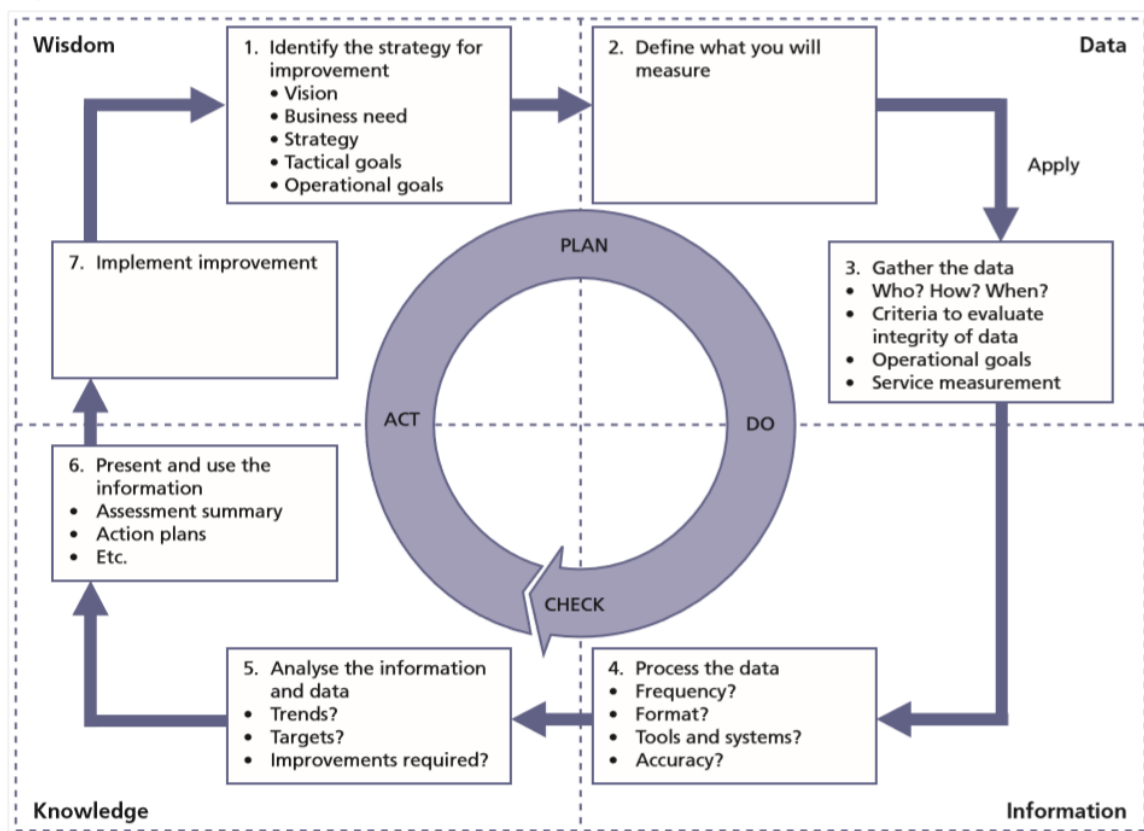 Wisdom
1. Identify the strategy for
improvement
• Vision
• Business need
• Strategy
• Tactical goals
• Operational goals
2. Define what you will
measure
Data
Apply
3. Gather the data
• Who? How? When?
• Criteria to evaluate
integrity of data
• Operational goals
• Service measurement
7. Implement improvement
PLAN
DO
CHECK
ACT
6. Present and use the
information
• Assessment summary
• Action plans
• Etc.
5. Analyse the information
and data
• Trends?
• Targets?
• Improvements required?
4. Process the data
• Frequency?
• Format?
• Tools and systems?
• Accuracy?
Knowledge
Information